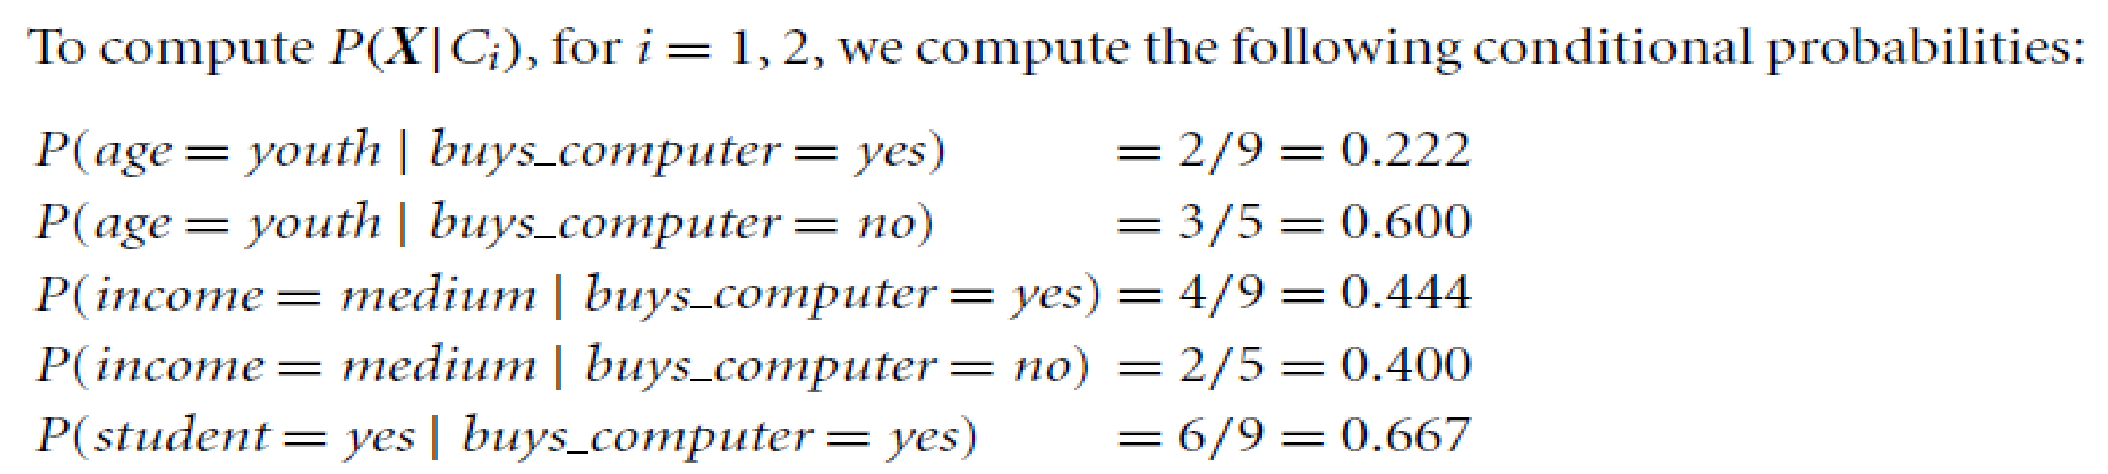 To compute P(X|Ci), for i = 1, 2, we compute the following conditional probabilities:
P(age = youth | buys_computer = yes) = 2/9 = 0.222
P(age = youth | buys_computer = no) = 3/5 = 0.600
P(income = medium | buys_computer = yes) = 4/9 = 0.444
P(income = medium | buys_computer = no) = 2/5 = 0.400
P(student = yes | buys_computer = yes) = 6/9 = 0.667